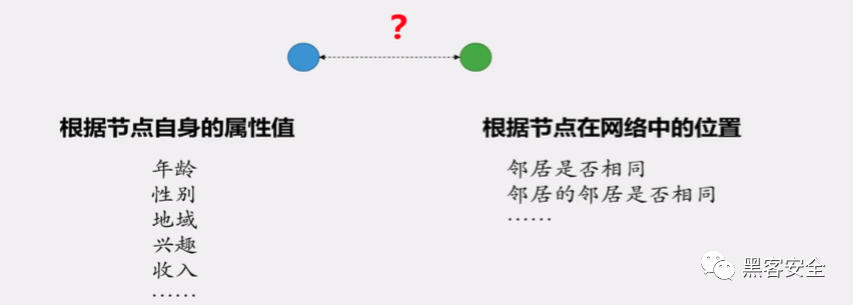 ?
根据节点自身的属性值
年龄
性别
地域
兴趣
收入
……
根据节点在网络中的位置
邻居是否相同
邻居的邻居是否相同
……
黑客安全